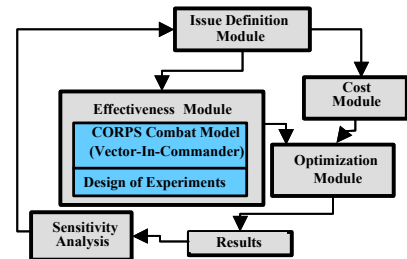 Issue Definition
Module
Cost
Module
Effectiveness Module
CORPS Combat Model
(Vector-In-Commander)
Design of Experiments
Optimization
Module
Sensitivity
Analysis
Results